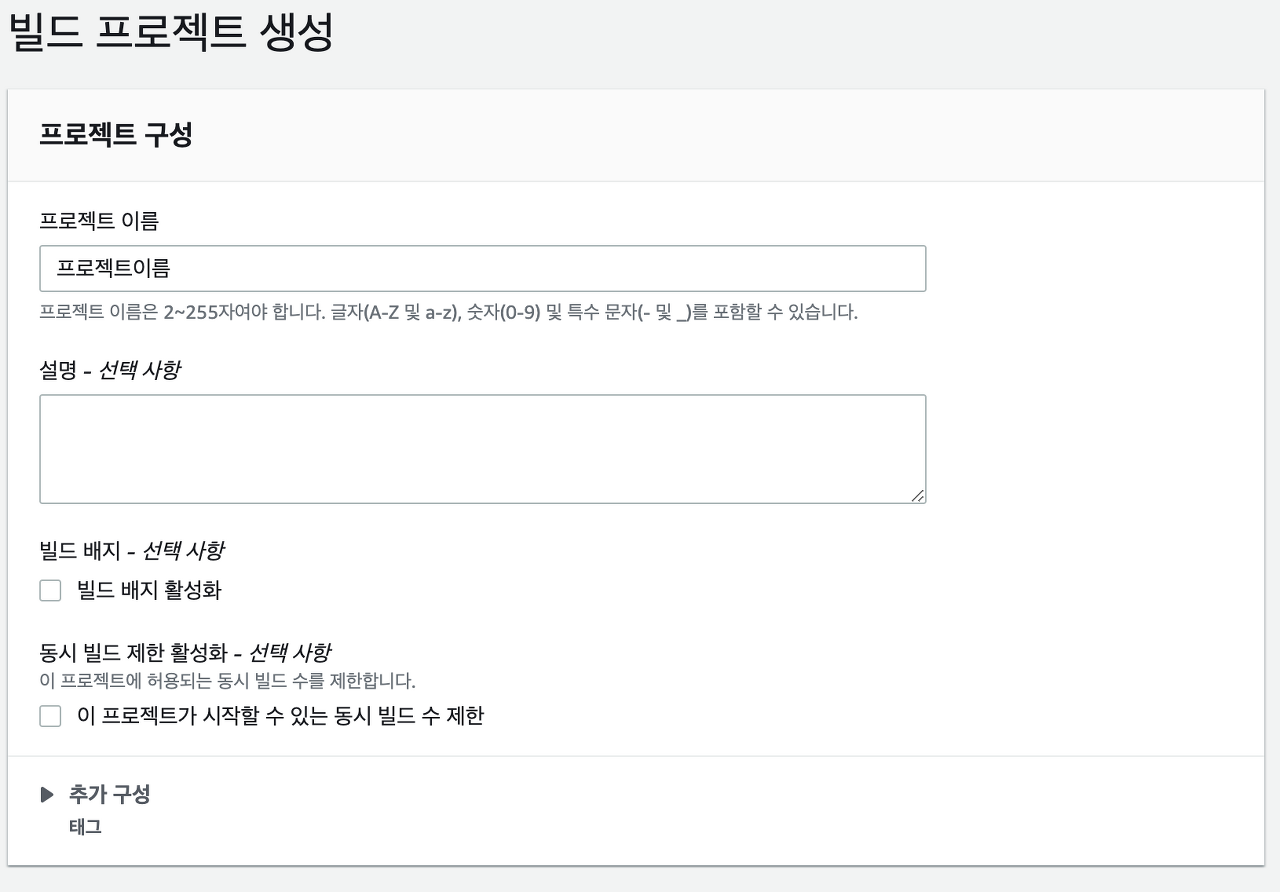 빌드 프로젝트 생성
프로젝트 구성
프로젝트 이름
프로젝트이름
프로젝트 이름은 2~255자여야 합니다. 글자(A-Z 및 a-z), 숫자(0-9) 및 특수 문자(- 및 _)를 포함할 수 있습니다.
설명 - 선택 사항
빌드 배지 - 선택 사항
빌드 배지 활성화
동시 빌드 제한 활성화 - 선택 사항
이 프로젝트에 허용되는 동시 빌드 수를 제한합니다.
이 프로젝트가 시작할 수 있는 동시 빌드 수 제한
추가 구성
태그